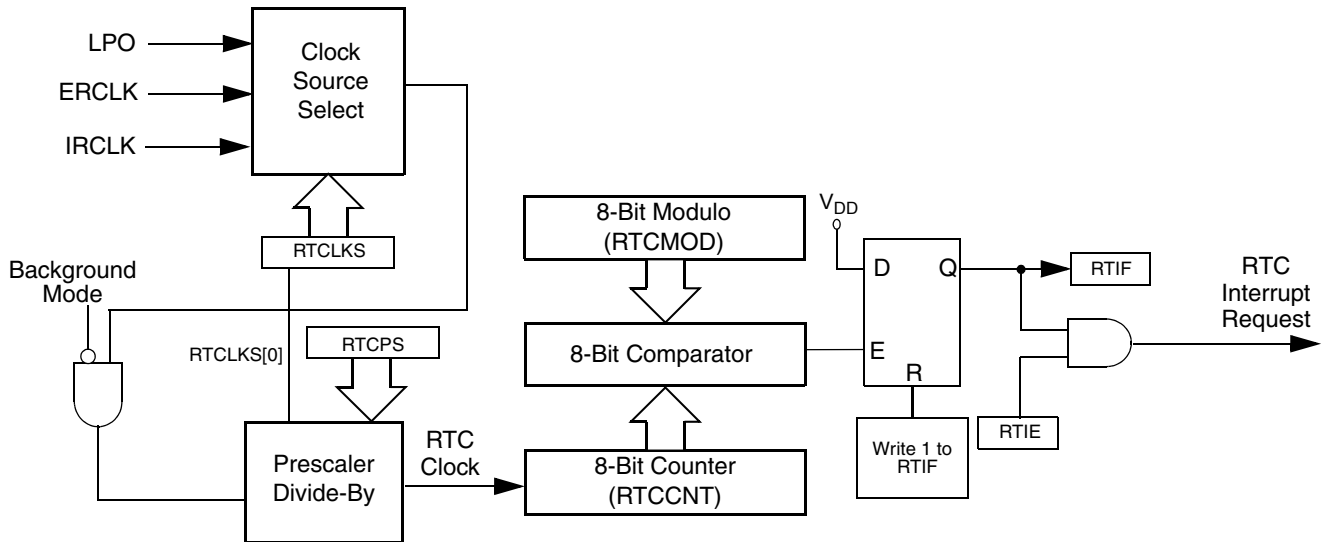 LPO
ERCLK
IRCLK
Clock
Source
Select
RTCLKS
Background
Mode
RTCLKS[0]
RTCPS
Prescaler
Divide-By
RTC
Clock
8-Bit Modulo
(RTCMOD)
8-Bit Comparator
8-Bit Counter
(RTCCNT)
VDD
D
Q
E
R
Write 1 to
RTIF
RTIF
RTIE
RTC
Interrupt
Request